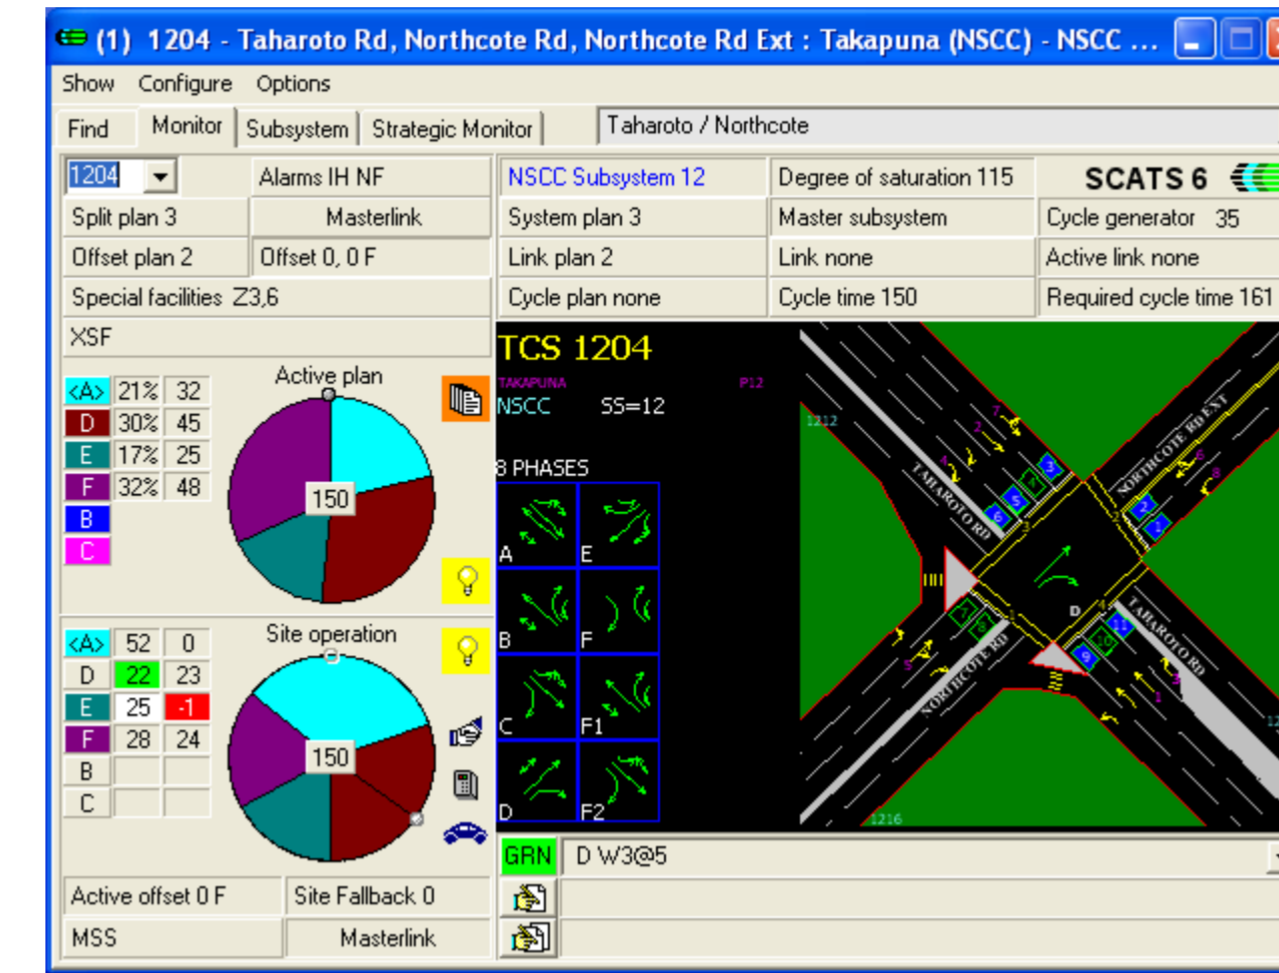 (1) 1204 - Taharoto Rd, Northcote Rd, Northcote Rd Ext : Takapuna (NSCC) - NSCC ...
Show Configure Options
Find Monitor Subsystem Strategic Monitor Taharoto / Northcote
1204 Alarms IH NF NSCC Subsystem 12 Degree of saturation 115 SCATS 6
Split plan 3 Masterlink System plan 3 Master subsystem Cycle generator 35
Offset plan 2 Offset 0, 0 F Link plan 2 Link none Active link none
Special facilities Z3,6 Cycle plan none Cycle time 150 Required cycle time 161
XSF
Active plan
<A> 21% 32
D 30% 45
E 17% 25
F 32% 48
B
C
150
Site operation
<A> 52 0
D 22 23
E 25 -1
F 28 24
B
C
150
Active offset 0 F Site Fallback 0
MSS Masterlink
TCS 1204
TAKAPUNA P12
NSCC SS=12
8 PHASES
A E
B F
C F1
D F2
1212
TAHAROTO RD
NORTHCOTE RD EXT
NORTHCOTE RD
TAHAROTO RD
D
1216
GRN D W3@5